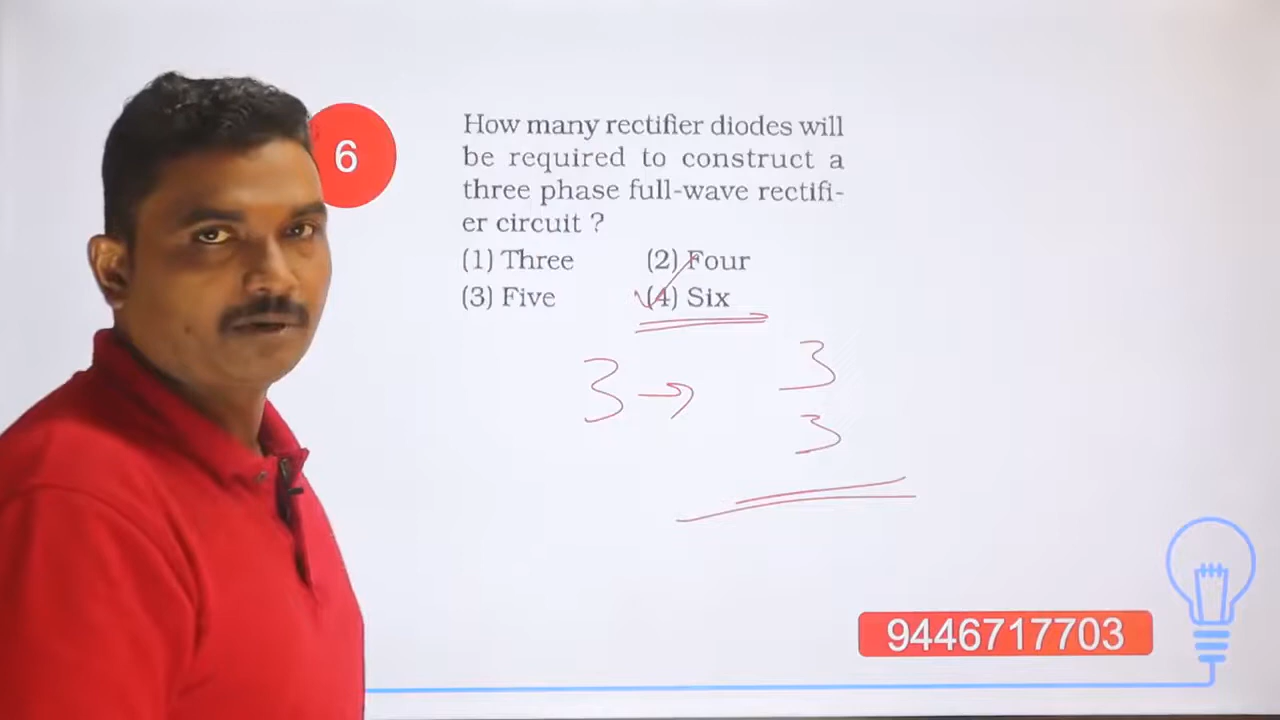 6
How many rectifier diodes will
be required to construct a
three phase full-wave rectifi-
er circuit ?
(1) Three (2) Four
(3) Five (4) Six
3 → 3
3
9446717703